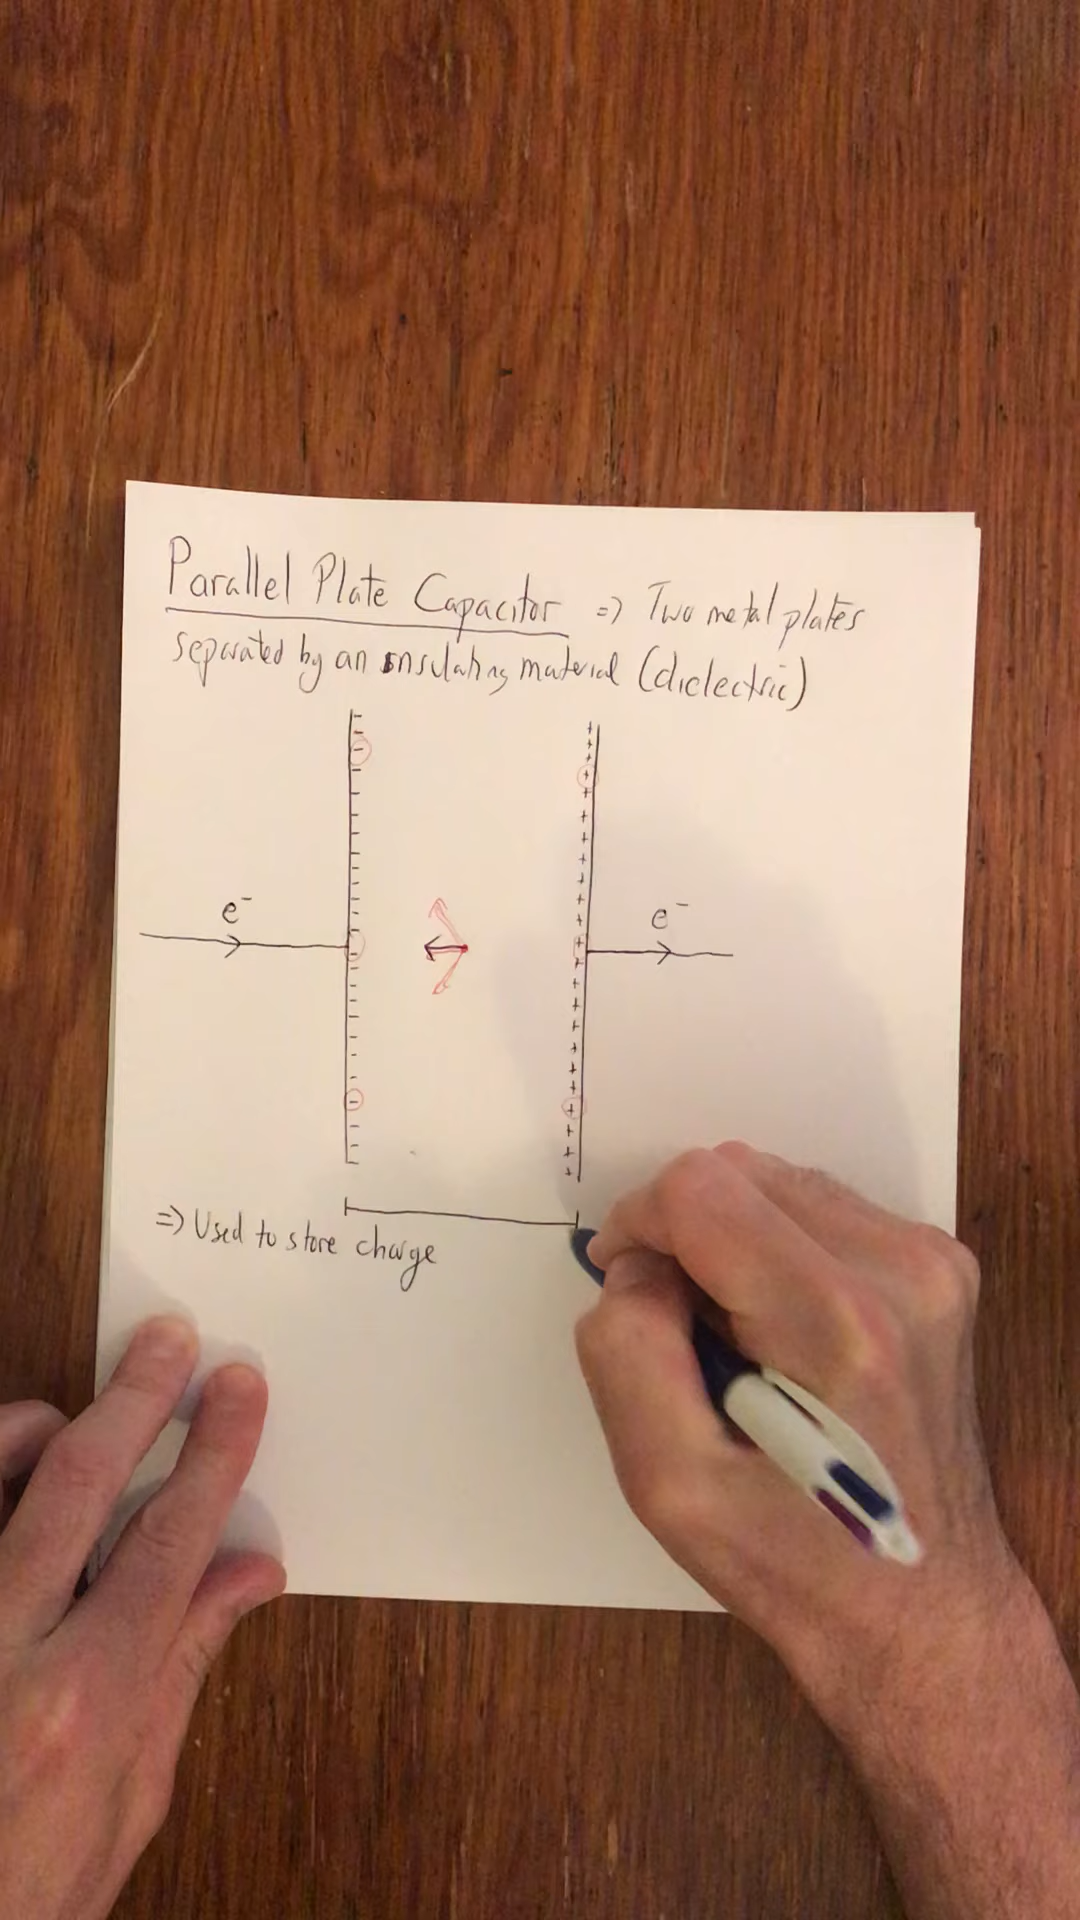 Parallel Plate Capacitor => Two metal plates
separated by an insulating material (dielectric)
e⁻
e⁻
=> Used to store charge